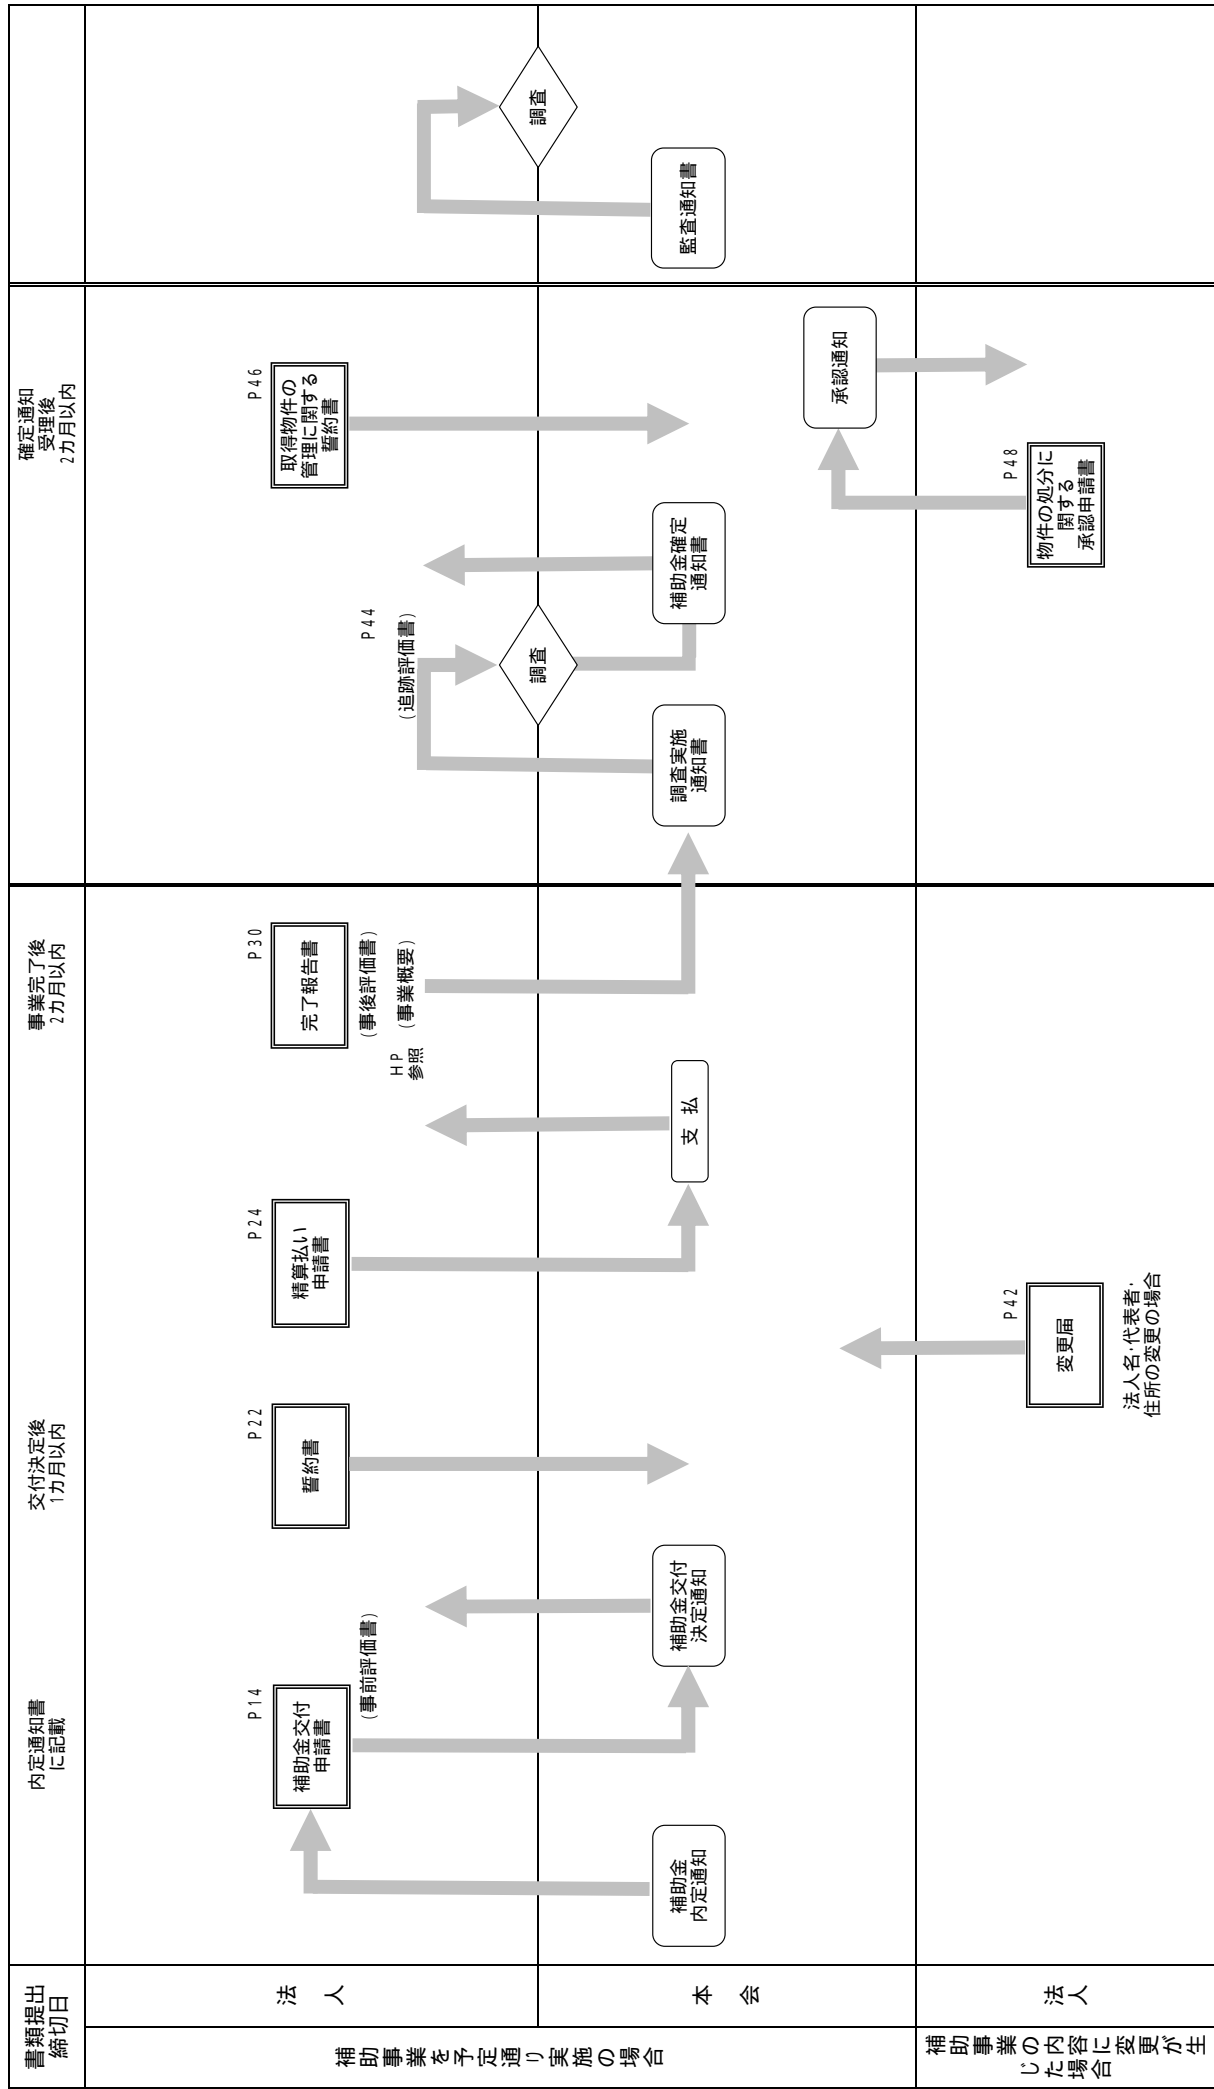 書類提出
締切日
内定通知書
に記載
交付決定後
1カ月以内
事業完了後
2カ月以内
確定通知
受理後
2カ月以内
補助事業を予定通り実施の場合
法　人
P14
補助金交付
申請書
（事前評価書）
P22
誓約書
P24
精算払い
申請書
P30
完了報告書
（事後評価書）
HP
参照
（事業概要）
P44
（追跡評価書）
P46
取得物件の
管理に関する
誓約書
調査
調査
本　会
補助金
内定通知
補助金交付
決定通知
支　払
調査実施
通知書
補助金確定
通知書
監査通知書
承認通知
補助事業の内容に変更が生
じた場合
法人
P42
変更届
法人名・代表者・
住所の変更の場合
P48
物件の処分に
関する
承認申請書